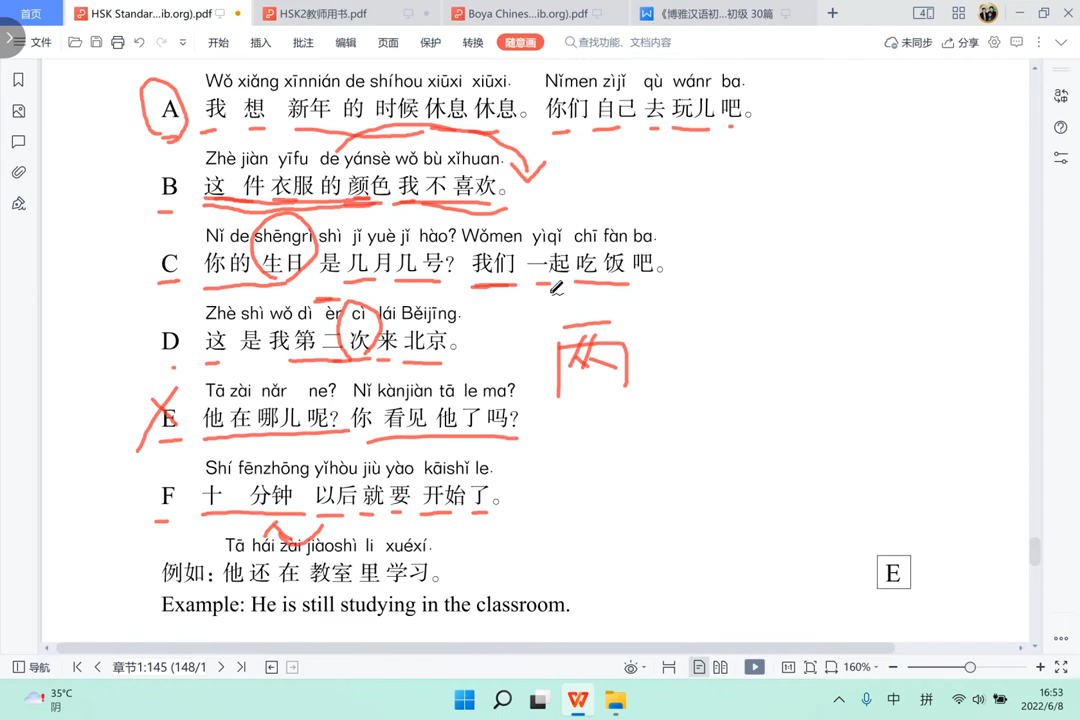 首页 HSK Standar...ib.org).pdf HSK2教师用书.pdf Boya Chines...ib.org).pdf 《博雅汉语初...初级 30篇
文件 开始 插入 批注 编辑 页面 保护 转换 随意画 查找功能、文档内容 未同步 分享
Wǒ xiǎng xīnnián de shíhou xiūxi xiūxi. Nǐmen zìjǐ qù wánr ba.
A 我 想 新年 的 时候 休息 休息。 你们 自己 去 玩儿 吧。
Zhè jiàn yīfu de yánsè wǒ bù xǐhuan.
B 这 件 衣服 的 颜色 我 不 喜欢。
Nǐ de shēngrì shì jǐ yuè jǐ hào? Wǒmen yìqǐ chī fàn ba.
C 你的 生日 是 几 月 几 号? 我们 一起 吃 饭 吧。
Zhè shì wǒ dì èr cì lái Běijīng.
D 这 是 我 第 二 次 来 北京。
两
Tā zài nǎr ne? Nǐ kànjiàn tā le ma?
E 他 在 哪儿 呢? 你 看见 他 了 吗?
Shí fēnzhōng yǐhòu jiù yào kāishǐ le.
F 十 分钟 以后 就 要 开始 了。
Tā hái zài jiàoshì li xuéxí.
例如: 他 还 在 教室 里 学习。 E
Example: He is still studying in the classroom.
导航 章节1:145 (148/1 1:1 160%
35°C
阴
中 拼 16:53
2022/6/8